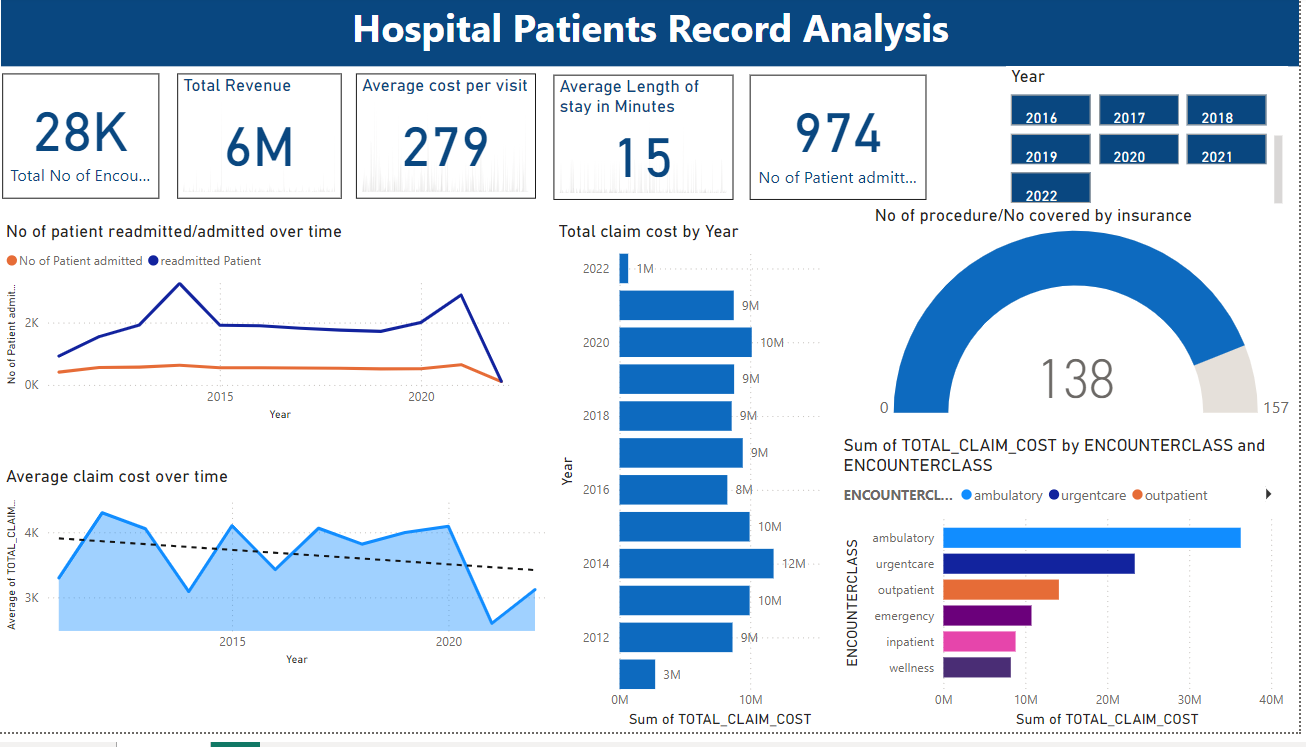 Hospital Patients Record Analysis
28K
Total No of Encou...
Total Revenue
6M
Average cost per visit
279
Average Length of
stay in Minutes
15
974
No of Patient admitt...
Year
2016
2017
2018
2019
2020
2021
2022
No of patient readmitted/admitted over time
No of Patient admitted
readmitted Patient
No of Patient admit...
2K
0K
2015
2020
Year
Average claim cost over time
Average of TOTAL_CLAIM...
4K
3K
2015
2020
Year
Total claim cost by Year
Year
2022
1M
9M
2020
10M
9M
2018
9M
9M
2016
8M
10M
2014
12M
10M
2012
9M
3M
0M
10M
Sum of TOTAL_CLAIM_COST
No of procedure/No covered by insurance
138
0
157
Sum of TOTAL_CLAIM_COST by ENCOUNTERCLASS and
ENCOUNTERCLASS
ENCOUNTERCL...
ambulatory
urgentcare
outpatient
ENCOUNTERCLASS
ambulatory
urgentcare
outpatient
emergency
inpatient
wellness
0M
10M
20M
30M
40M
Sum of TOTAL_CLAIM_COST